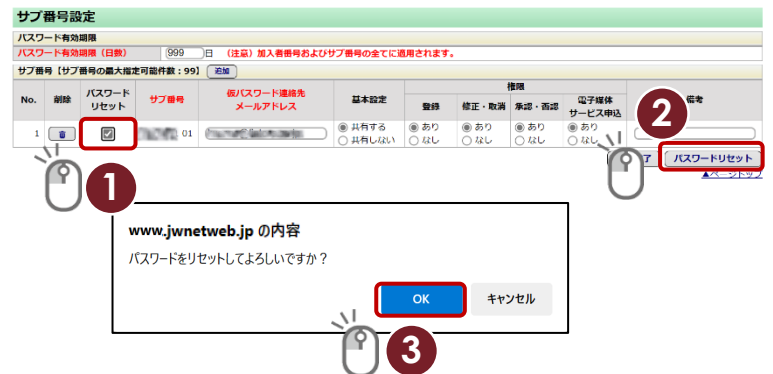 サブ番号設定
パスワード有効期限
パスワード有効期限（日数） 999 日 （注意）加入者番号およびサブ番号の全てに適用されます。
サブ番号【サブ番号の最大指定可能件数：99】 追加
権限
No. 削除 パスワードリセット サブ番号 仮パスワード連絡先メールアドレス 基本設定 登録 修正・取消 承認・否認 電子媒体サービス申込 備考
1 01 共有する あり あり あり あり
共有しない なし なし なし なし
2
了 パスワードリセット
▲ページトップ
1
www.jwnetweb.jp の内容
パスワードをリセットしてよろしいですか？
OK キャンセル
3